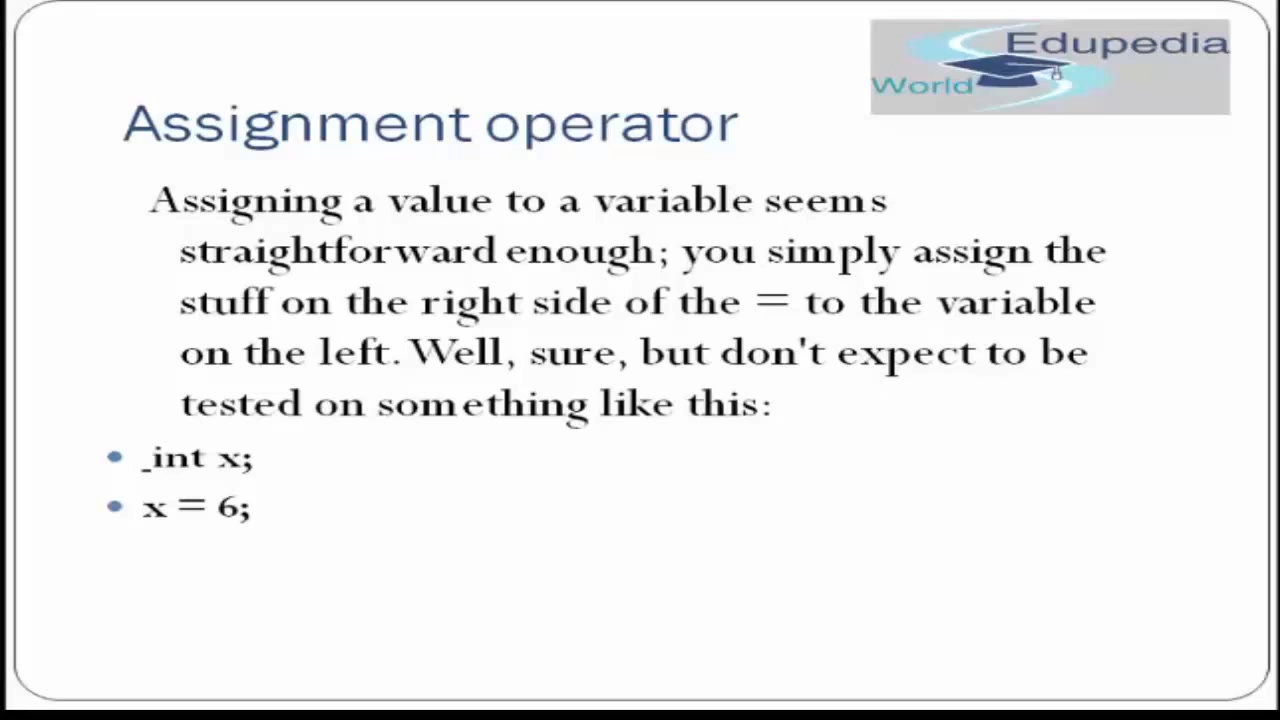 Edupedia
World
Assignment operator
Assigning a value to a variable seems
straightforward enough; you simply assign the
stuff on the right side of the = to the variable
on the left. Well, sure, but don't expect to be
tested on something like this:
• _int x;
• x = 6;